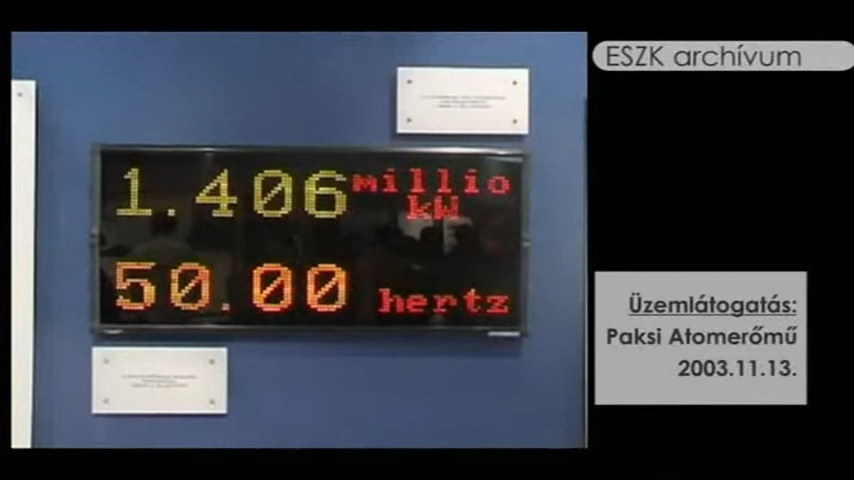 ESZK archívum
1.406 millio
kW
50.00 hertz
Üzemlátogatás:
Paksi Atomerőmű
2003.11.13.